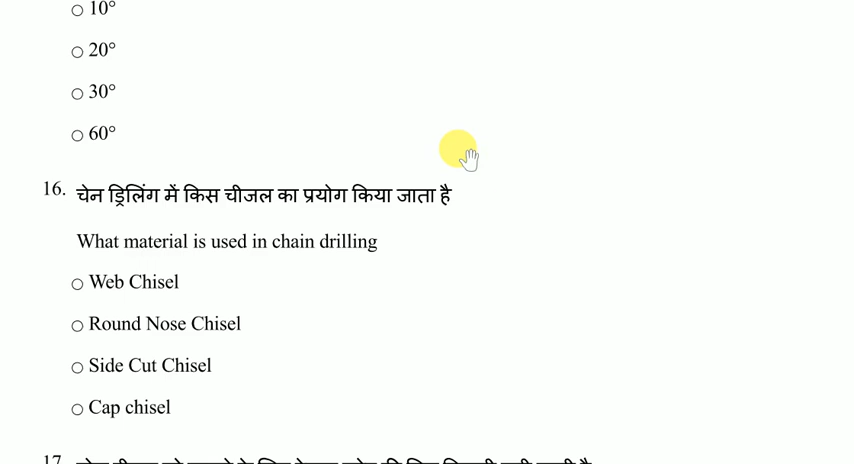 10°
20°
30°
60°
16. चेन ड्रिलिंग में किस चीजल का प्रयोग किया जाता है
What material is used in chain drilling
Web Chisel
Round Nose Chisel
Side Cut Chisel
Cap chisel
17.